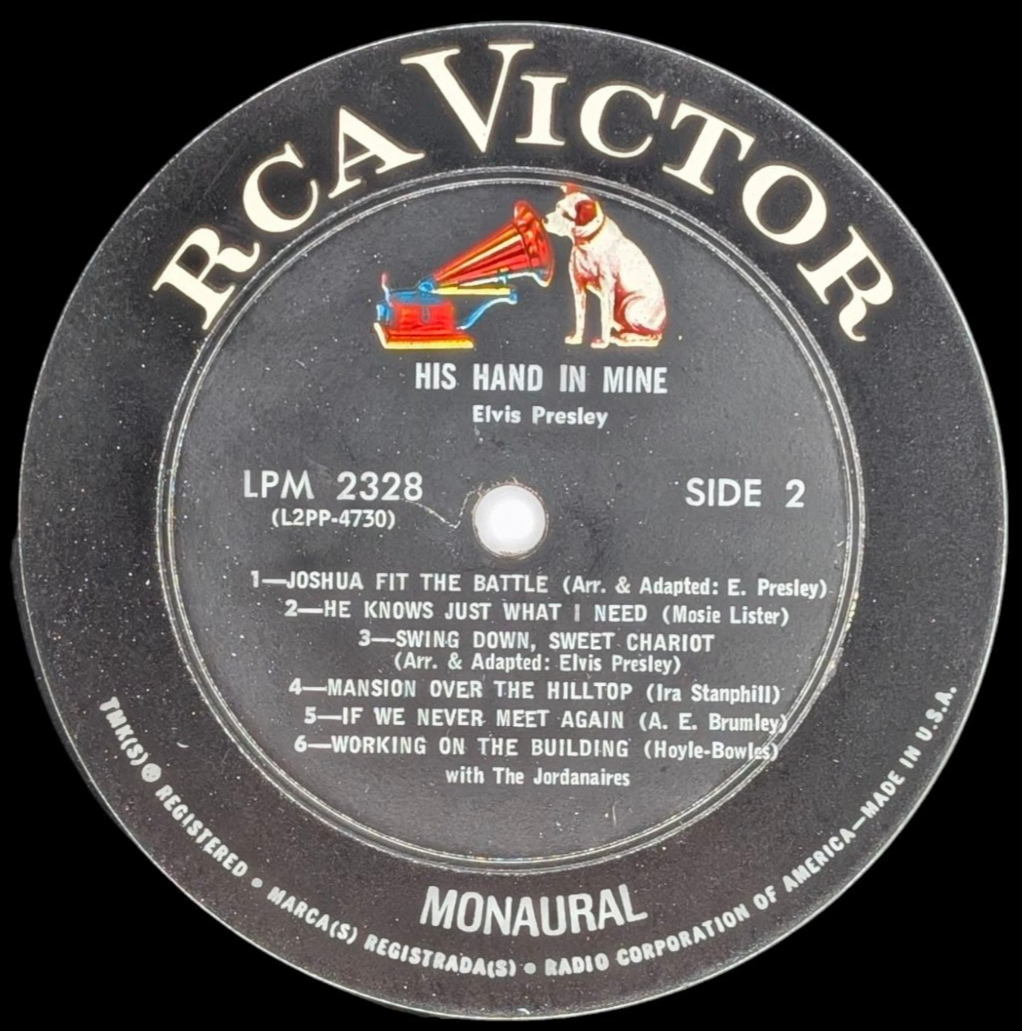 RCA VICTOR
HIS HAND IN MINE
Elvis Presley
LPM 2328
(L2PP-4730)
SIDE 2
1—JOSHUA FIT THE BATTLE (Arr. & Adapted: E. Presley)
2—HE KNOWS JUST WHAT I NEED (Mosie Lister)
3—SWING DOWN, SWEET CHARIOT
(Arr. & Adapted: Elvis Presley)
4—MANSION OVER THE HILLTOP (Ira Stanphill)
5—IF WE NEVER MEET AGAIN (A. E. Brumley)
6—WORKING ON THE BUILDING (Hoyle-Bowles)
with The Jordanaires
MONAURAL
TMK(S) ® REGISTERED • MARCA(S) REGISTRADA(S) • RADIO CORPORATION OF AMERICA—MADE IN U.S.A.